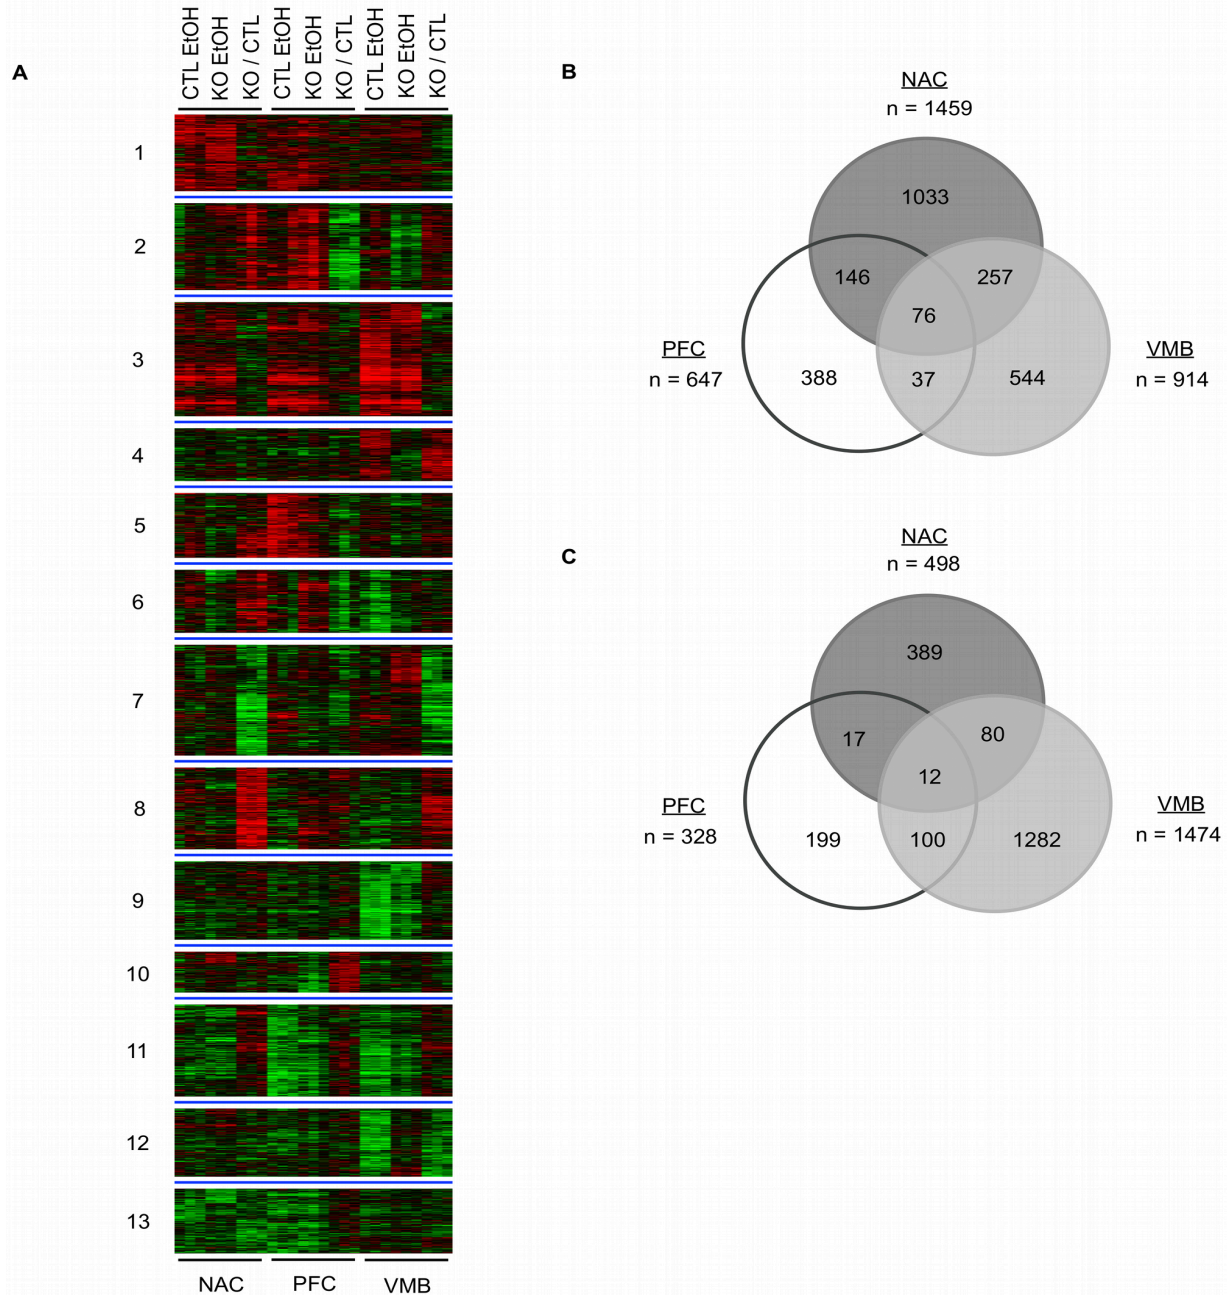 A
CTL EtOH
KO EtOH
KO / CTL
CTL EtOH
KO EtOH
KO / CTL
CTL EtOH
KO EtOH
KO / CTL
1
2
3
4
5
6
7
8
9
10
11
12
13
NAC
PFC
VMB
B
NAC
n = 1459
1033
146
257
76
PFC
n = 647
388
37
544
VMB
n = 914
C
NAC
n = 498
389
17
80
12
PFC
n = 328
199
100
1282
VMB
n = 1474